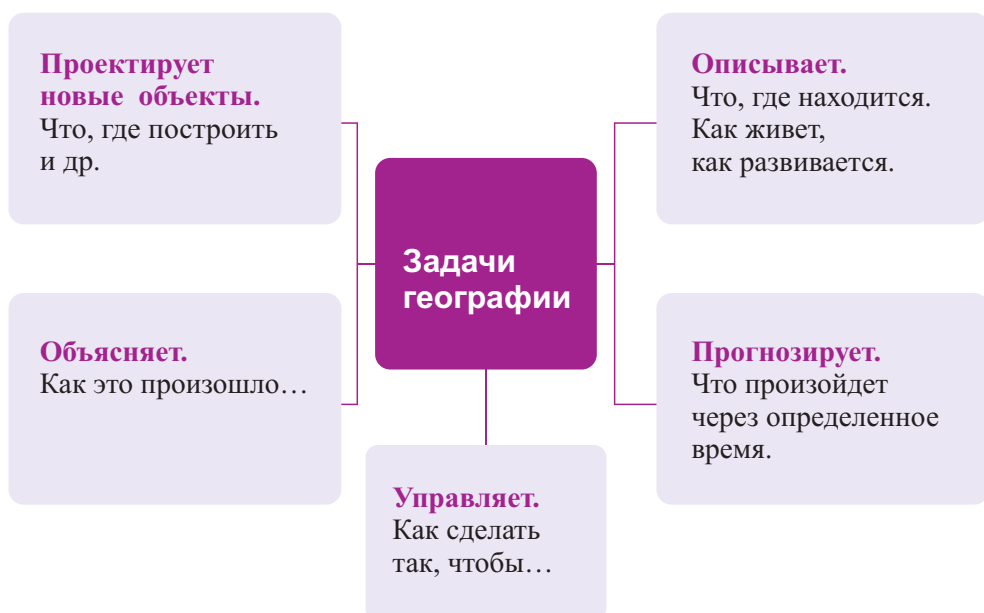 Проектирует
новые объекты.
Что, где построить
и др.
Описывает.
Что, где находится.
Как живет,
как развивается.
Задачи
географии
Объясняет.
Как это произошло…
Прогнозирует.
Что произойдет
через определенное
время.
Управляет.
Как сделать
так, чтобы…